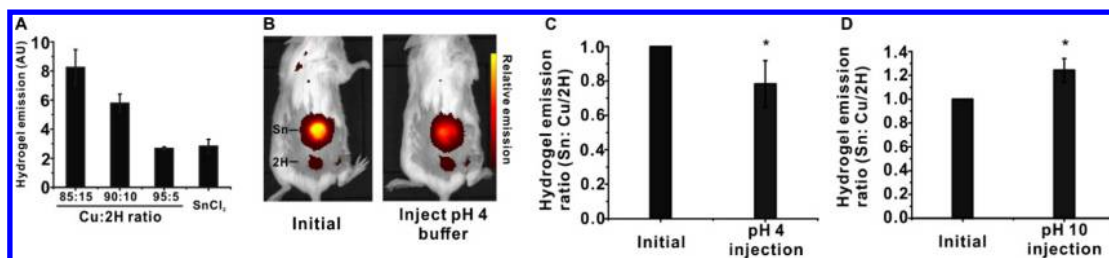 A
Hydrogel emission (AU)
10
8
6
4
2
0
85:15 90:10 95:5 SnCl₄
Cu:2H ratio
B
Sn
2H
Initial
Inject pH 4
buffer
Relative emission
C
Hydrogel emission
ratio (Sn: Cu/2H)
1.0
0.8
0.6
0.4
0.2
0.0
*
Initial
pH 4
injection
D
Hydrogel emission
ratio (Sn: Cu/2H)
1.4
1.2
1.0
0.8
0.6
0.4
0.2
0.0
*
Initial
pH 10
injection